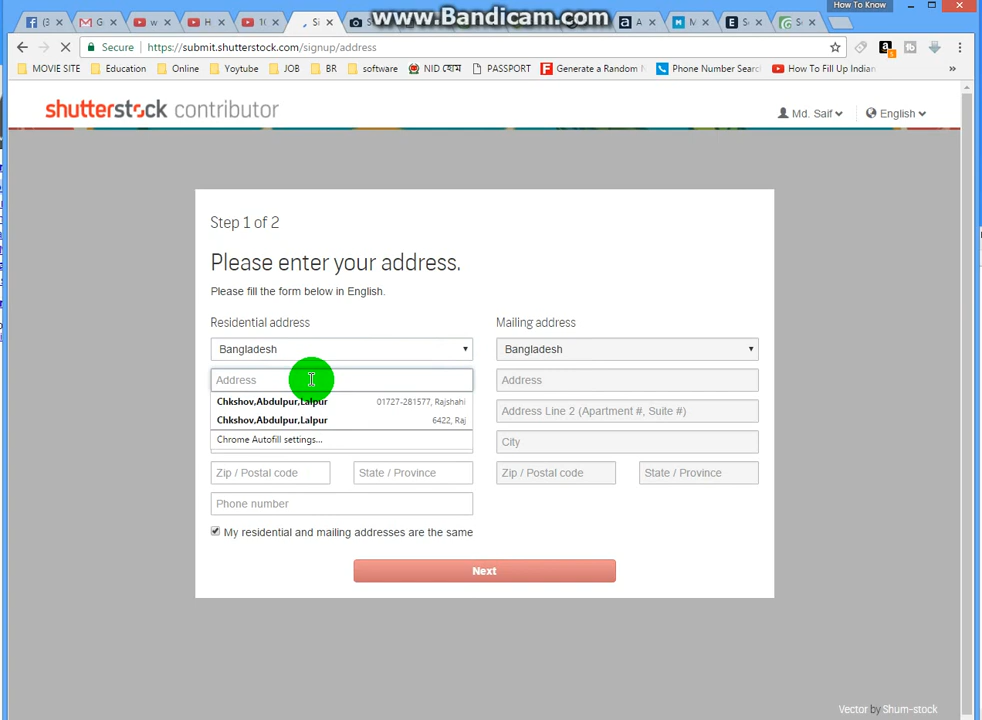 How To Know
www.Bandicam.com
Secure https://submit.shutterstock.com/signup/address
MOVIE SITE Education Online Yoytube JOB BR software NID হোম PASSPORT Generate a Random Phone Number Searc How To Fill Up Indian »
shutterstock contributor
Md. Saif English
Step 1 of 2
Please enter your address.
Please fill the form below in English.
Residential address Mailing address
Bangladesh Bangladesh
Address Address
Chkshov,Abdulpur,Lalpur 01727-281577, Rajshahi
Address Line 2 (Apartment #, Suite #)
Chkshov,Abdulpur,Lalpur 6422, Raj
Chrome Autofill settings...
City
Zip / Postal code State / Province Zip / Postal code State / Province
Phone number
My residential and mailing addresses are the same
Next
Vector by Shum-stock